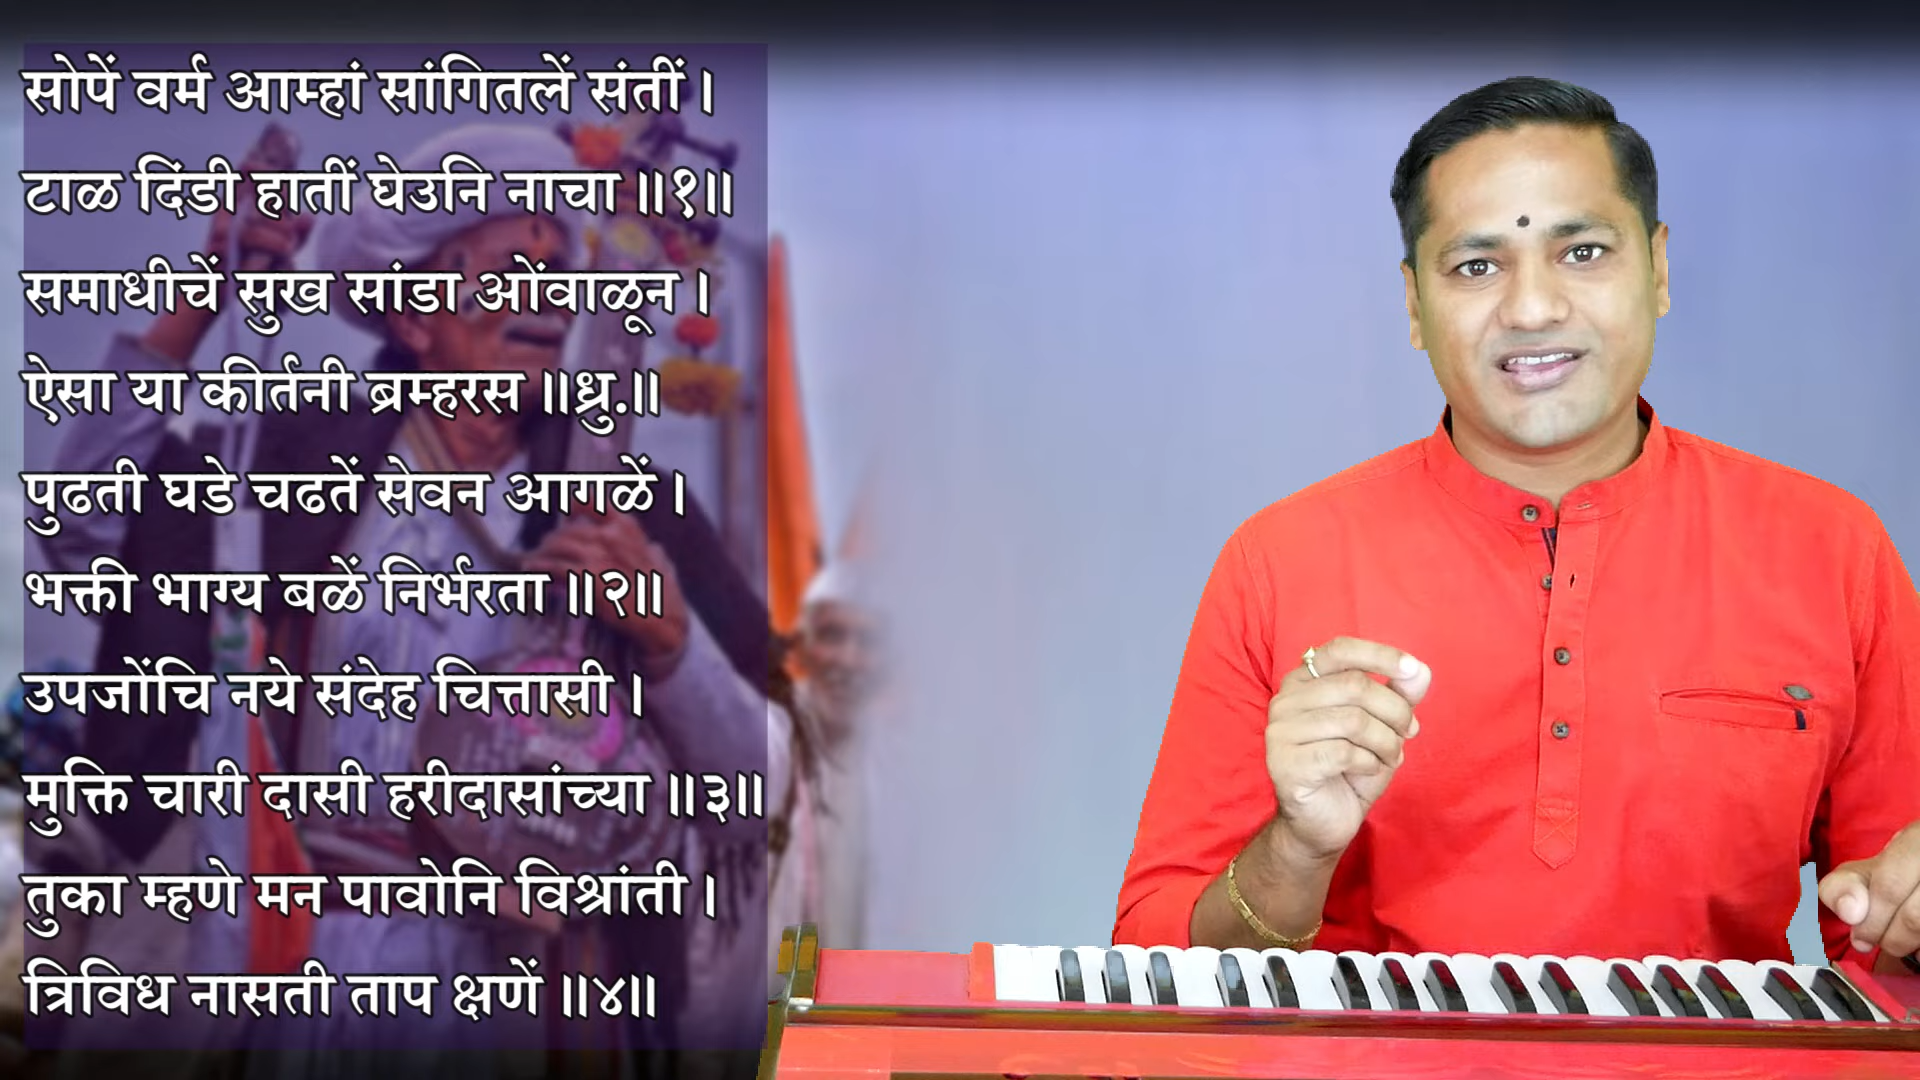 सोपें वर्म आम्हां सांगितलें संतीं ।
टाळ दिंडी हातीं घेउनि नाचा ॥१॥
समाधीचें सुख सांडा ओंवाळून ।
ऐसा या कीर्तनी ब्रम्हरस ॥ध्रु.॥
पुढती घडे चढतें सेवन आगळें ।
भक्ती भाग्य बळें निर्भरता ॥२॥
उपजोंचि नये संदेह चित्तासी ।
मुक्ति चारी दासी हरीदासांच्या ॥३॥
तुका म्हणे मन पावोनि विश्रांती ।
त्रिविध नासती ताप क्षणें ॥४॥